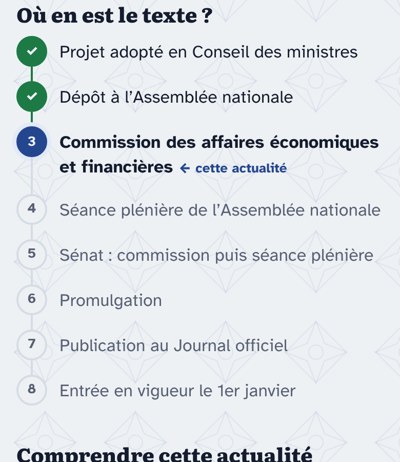 Où en est le texte ?
Projet adopté en Conseil des ministres
Dépôt à l’Assemblée nationale
3 Commission des affaires économiques
et financières ← cette actualité
4 Séance plénière de l’Assemblée nationale
5 Sénat : commission puis séance plénière
6 Promulgation
7 Publication au Journal officiel
8 Entrée en vigueur le 1er janvier
Comprendre cette actualité